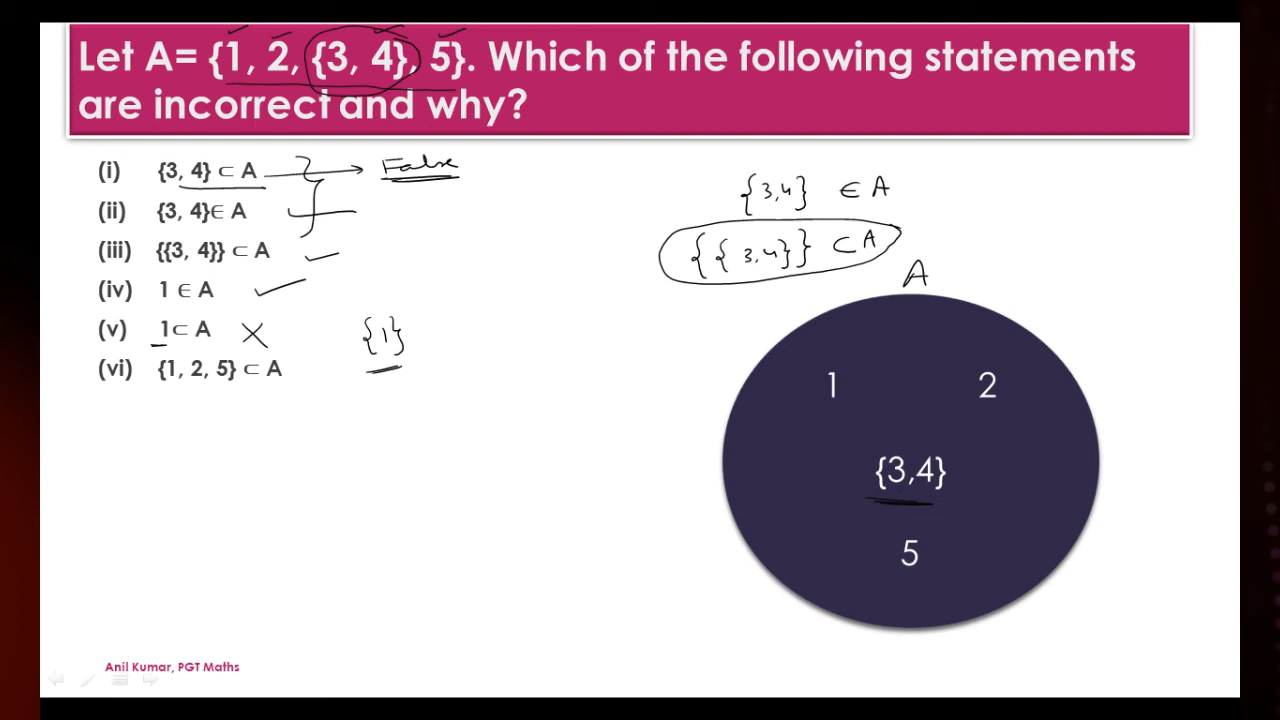 Let A= {1, 2, {3, 4}, 5}. Which of the following statements
are incorrect and why?
(i) {3, 4} ⊂ A
False
(ii) {3, 4}∈ A
(iii) {{3, 4}} ⊂ A
(iv) 1 ∈ A
(v) 1⊂ A
{1}
(vi) {1, 2, 5} ⊂ A
{3,4} ∈ A
{{3,4}} ⊂ A
A
1 2
{3,4}
5
Anil Kumar, PGT Maths